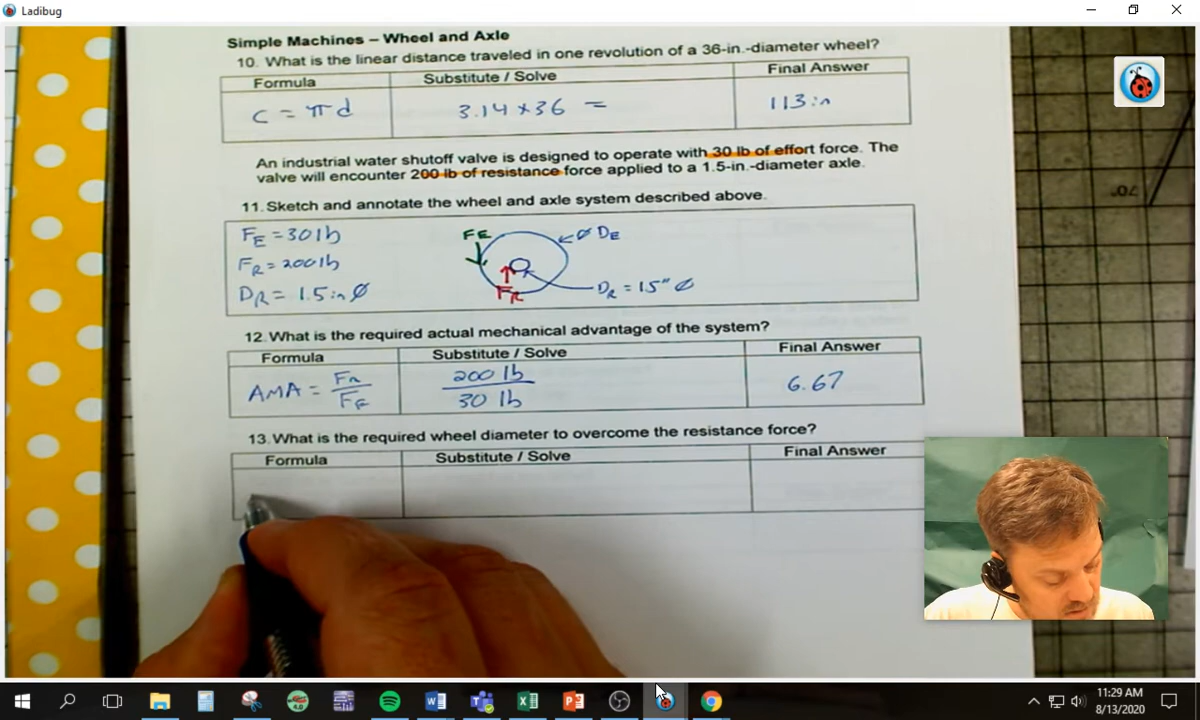 Ladibug
Simple Machines – Wheel and Axle
10. What is the linear distance traveled in one revolution of a 36-in.-diameter wheel?
Formula Substitute / Solve Final Answer
C = πd 3.14 x 36 = 113 in
An industrial water shutoff valve is designed to operate with 30 lb of effort force. The
valve will encounter 200 lb of resistance force applied to a 1.5-in.-diameter axle.
11. Sketch and annotate the wheel and axle system described above.
FE = 30 lb FE Ø DE
FR = 200 lb
DR = 1.5 in Ø FR DR = 15" Ø
12. What is the required actual mechanical advantage of the system?
Formula Substitute / Solve Final Answer
AMA = FR/FE 200 lb/30 lb 6.67
13. What is the required wheel diameter to overcome the resistance force?
Formula Substitute / Solve Final Answer
11:29 AM
8/13/2020